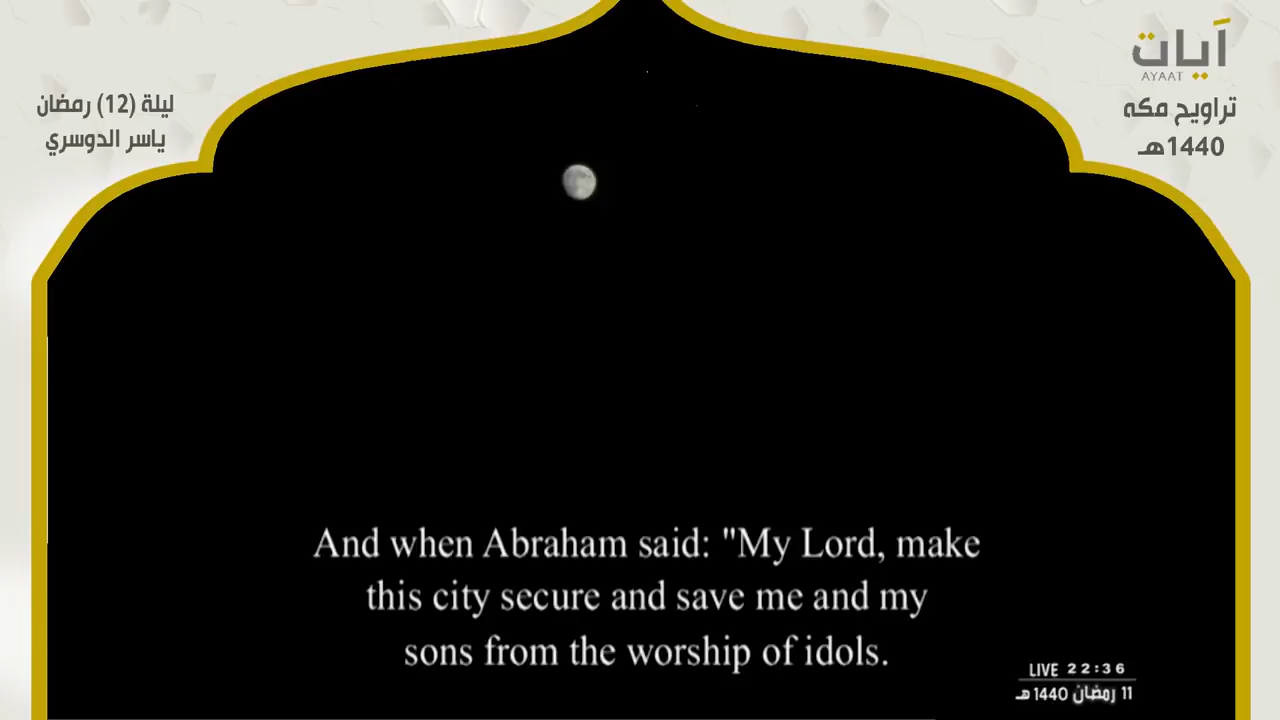 آيات
AYAAT
تراويح مكه
1440هـ
ليلة (12) رمضان
ياسر الدوسري
And when Abraham said: "My Lord, make
this city secure and save me and my
sons from the worship of idols.
LIVE 22:36
11 رمضان 1440هـ